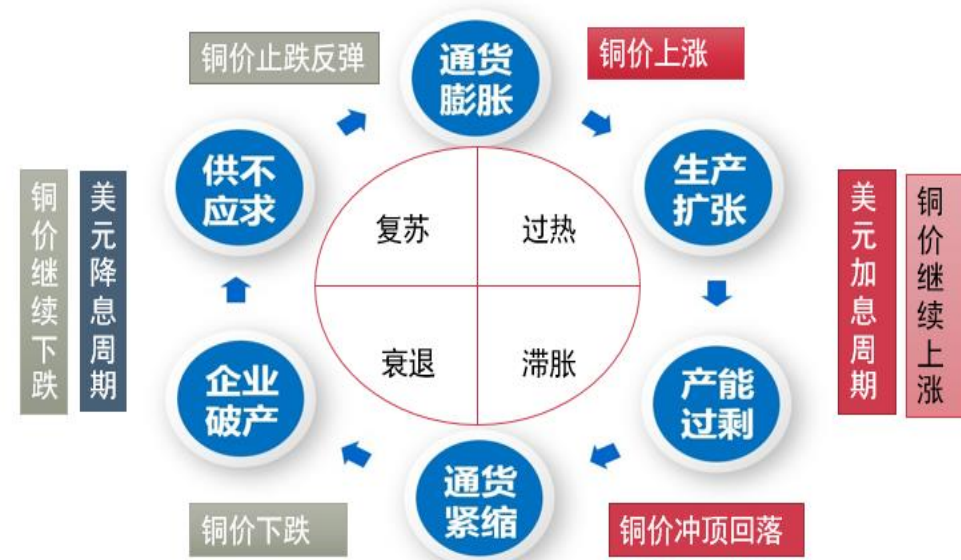 铜价止跌反弹
通货
膨胀
铜价上涨
供不
应求
生产
扩张
铜价继续下跌
美元降息周期
复苏
过热
美元加息周期
铜价继续上涨
衰退
滞胀
企业
破产
产能
过剩
通货
紧缩
铜价下跌
铜价冲顶回落